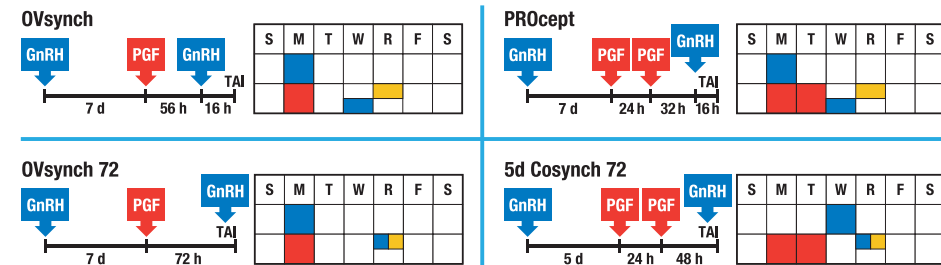 OVsynch
GnRH PGF GnRH
TAI
7 d 56 h 16 h
S M T W R F S
PROcept
GnRH PGF PGF GnRH
TAI
7 d 24 h 32 h 16 h
S M T W R F S
OVsynch 72
GnRH PGF GnRH
TAI
7 d 72 h
S M T W R F S
5d Cosynch 72
GnRH PGF PGF GnRH
TAI
5 d 24 h 48 h
S M T W R F S